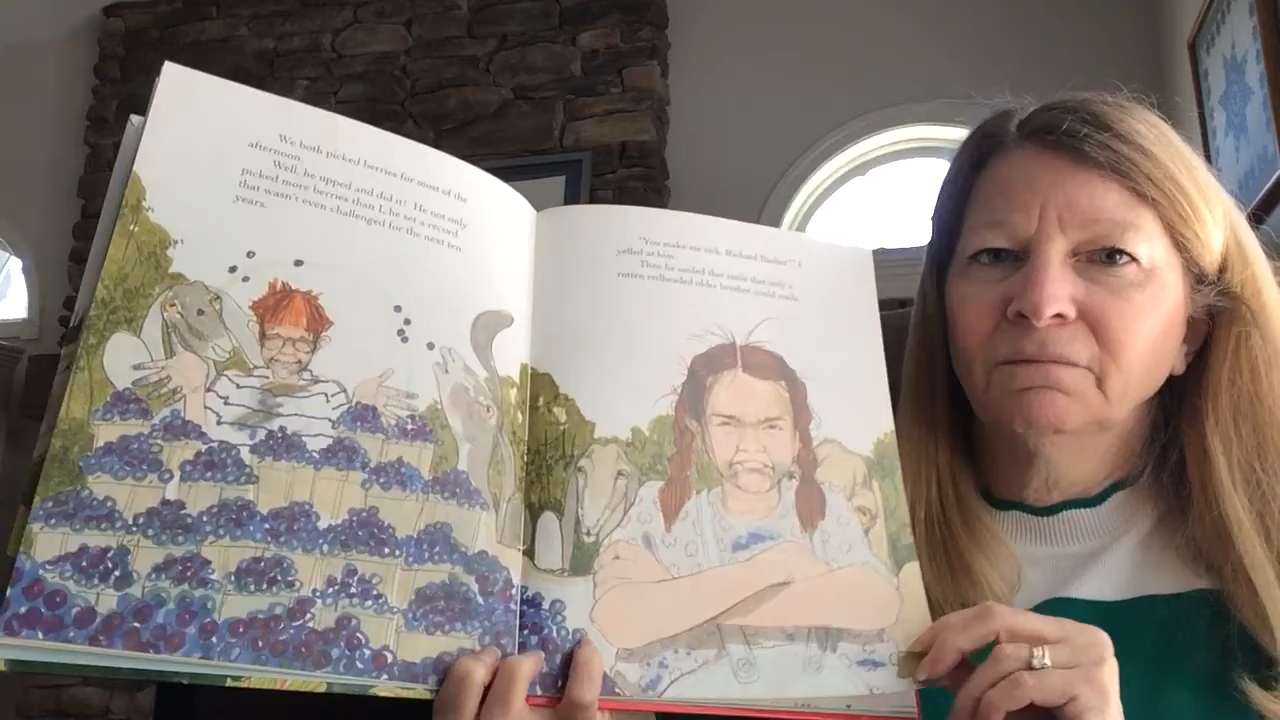 We both picked berries for most of the
afternoon.
Well, he upped and did it! He not only
picked more berries than I, he set a record
that wasn't even challenged for the next ten
years.
"You make me sick, Richard Barber!" I
yelled at him.
Then he smiled that smile that only a
rotten redheaded older brother could smile.